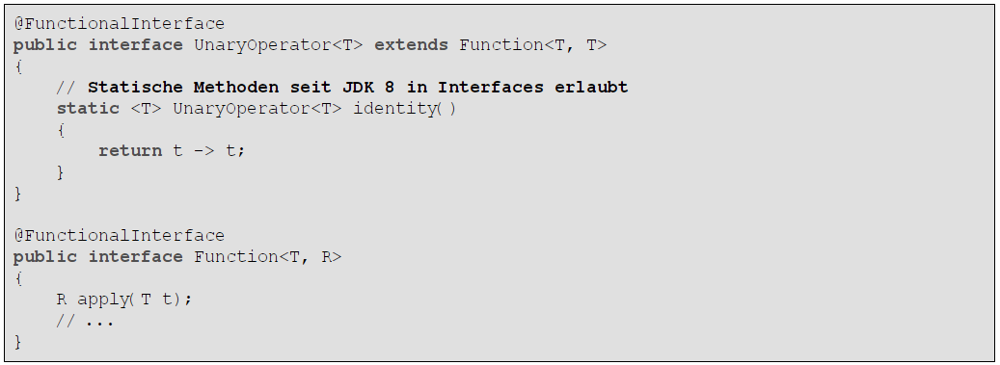 @FunctionalInterface
public interface UnaryOperator<T> extends Function<T, T>
{
    // Statische Methoden seit JDK 8 in Interfaces erlaubt
    static <T> UnaryOperator<T> identity()
    {
        return t -> t;
    }
}

@FunctionalInterface
public interface Function<T, R>
{
    R apply(T t);
    // ...
}